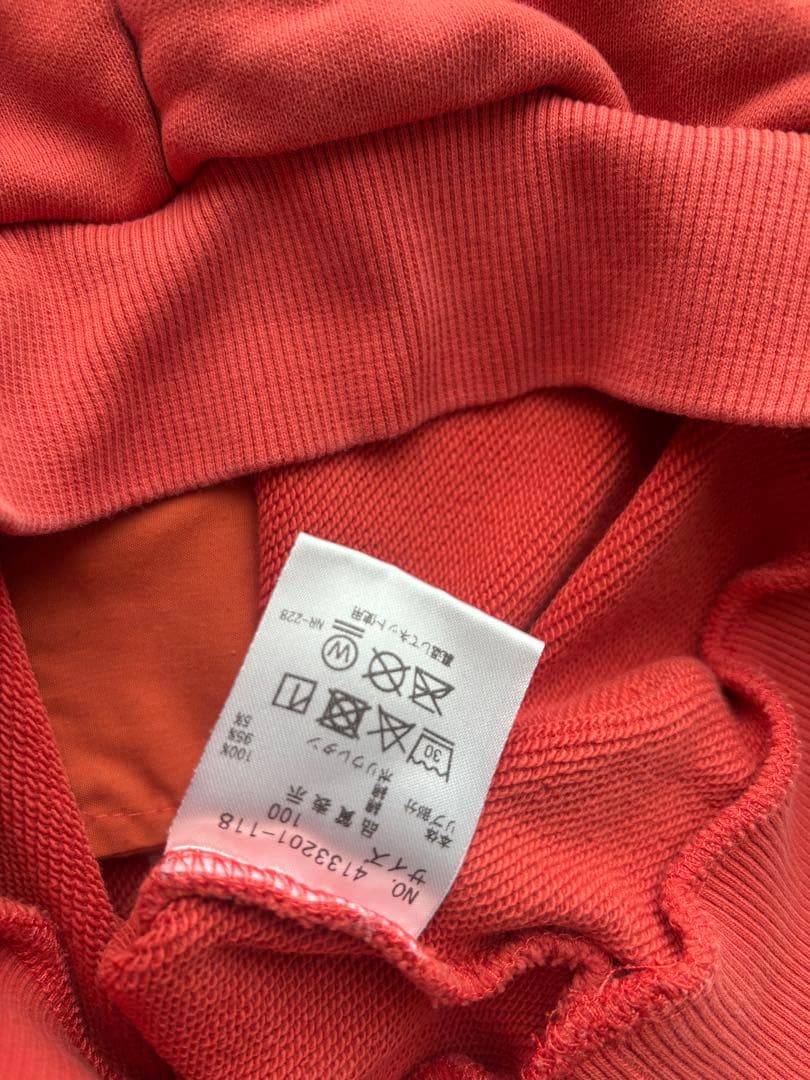 NO. 4133201-118
サイズ 100
品質表示
本体 綿 100%
リブ部分 綿 95%
ポリウレタン 5%
30
W
裏返してネット使用
NR-228